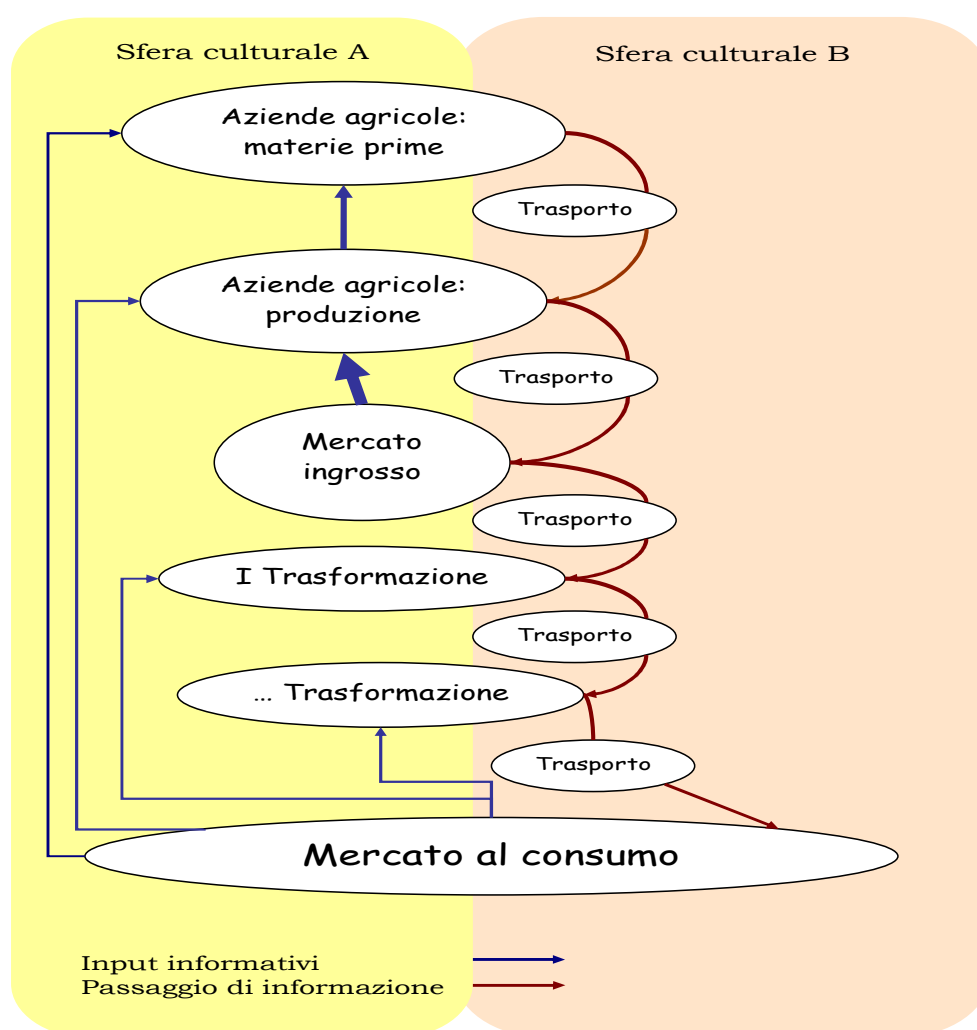 Sfera culturale A
Sfera culturale B
Aziende agricole:
materie prime
Trasporto
Aziende agricole:
produzione
Trasporto
Mercato
ingrosso
Trasporto
I Trasformazione
Trasporto
... Trasformazione
Trasporto
Mercato al consumo
Input informativi
Passaggio di informazione